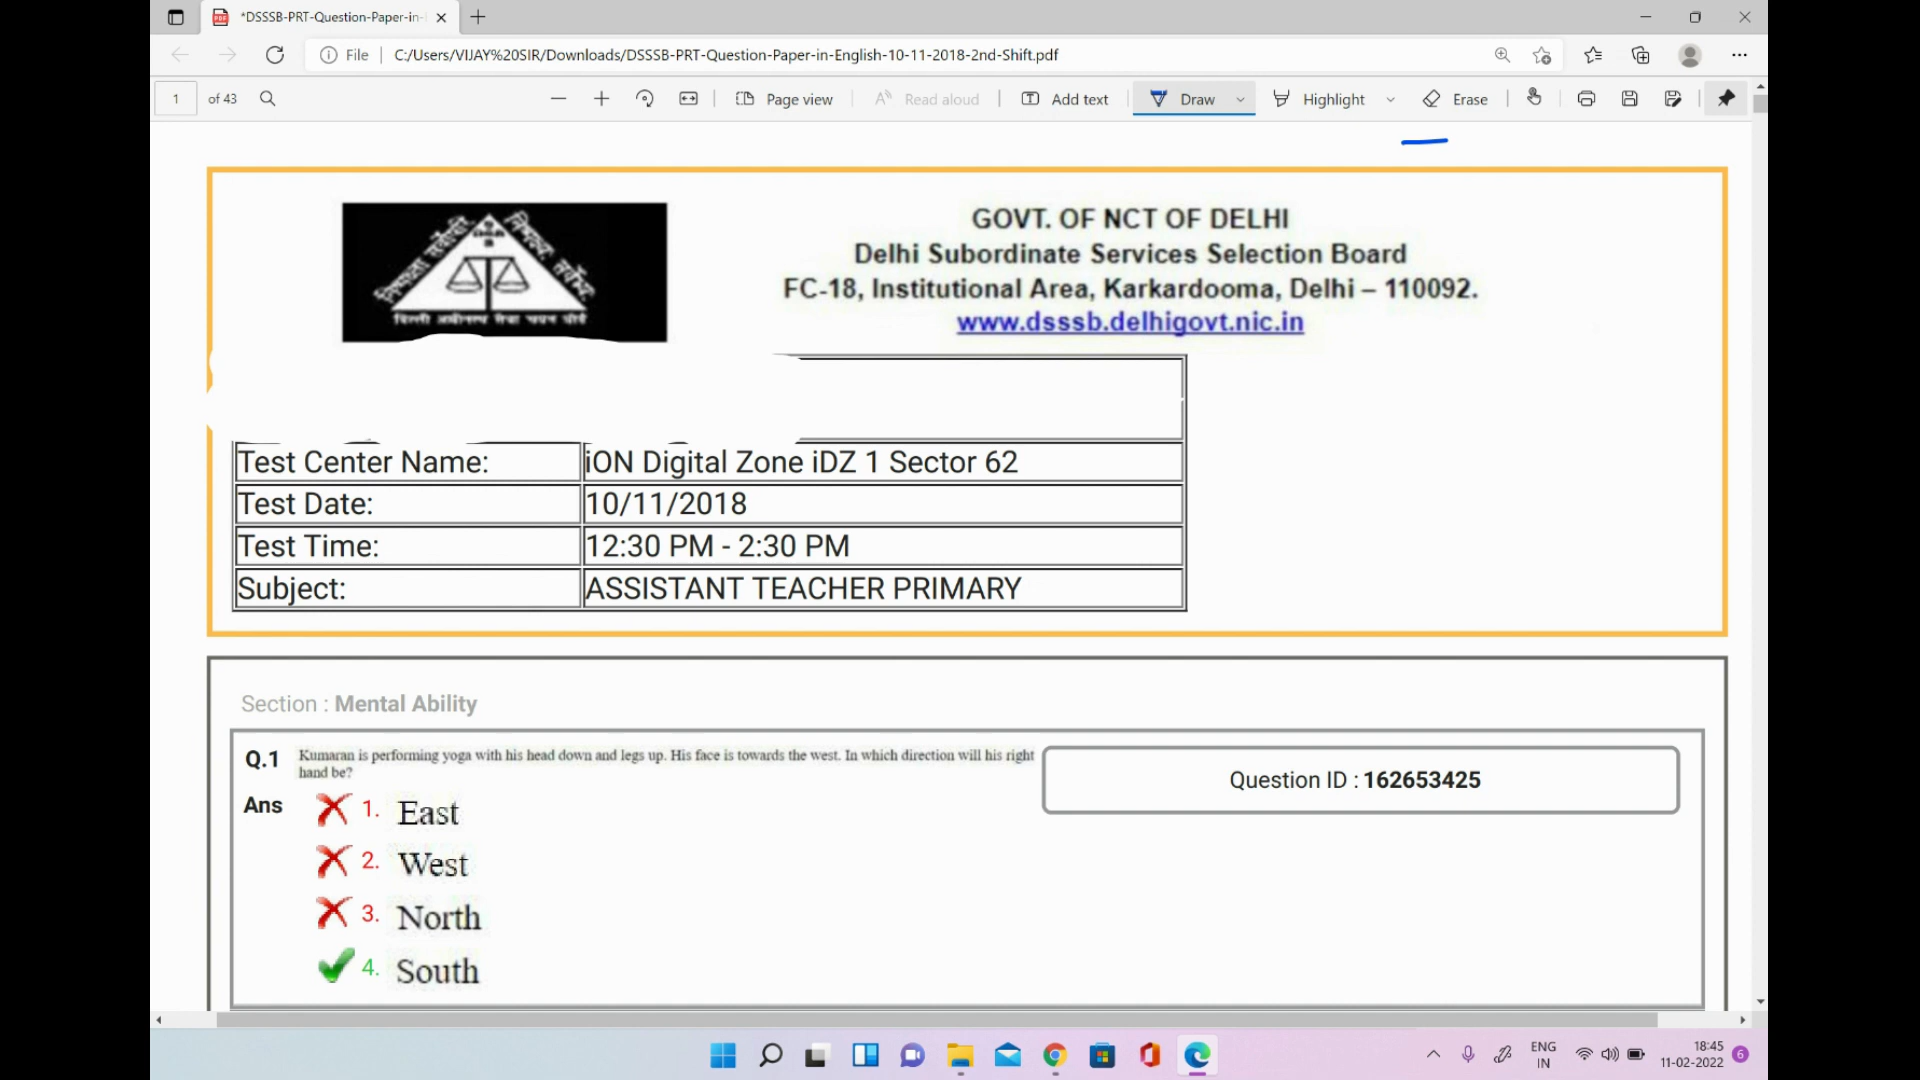 *DSSSB-PRT-Question-Paper-in-
File
C:/Users/VIJAY%20SIR/Downloads/DSSSB-PRT-Question-Paper-in-English-10-11-2018-2nd-Shift.pdf
1 of 43
Page view
Read aloud
Add text
Draw
Highlight
Erase
GOVT. OF NCT OF DELHI
Delhi Subordinate Services Selection Board
FC-18, Institutional Area, Karkardooma, Delhi – 110092.
www.dsssb.delhigovt.nic.in
Test Center Name: iON Digital Zone iDZ 1 Sector 62
Test Date: 10/11/2018
Test Time: 12:30 PM - 2:30 PM
Subject: ASSISTANT TEACHER PRIMARY
Section : Mental Ability
Q.1 Kumaran is performing yoga with his head down and legs up. His face is towards the west. In which direction will his right
hand be?
Question ID : 162653425
Ans
1. East
2. West
3. North
4. South
ENG
IN
18:45
11-02-2022
6